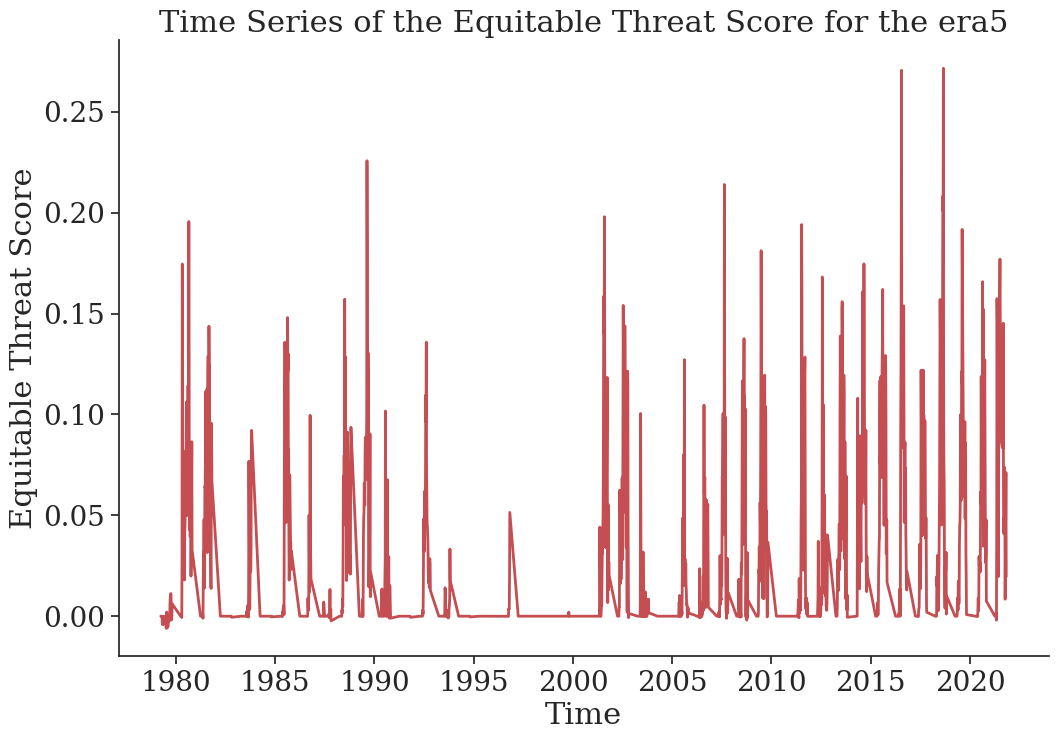 Time Series of the Equitable Threat Score for the era5
Equitable Threat Score
0.25
0.20
0.15
0.10
0.05
0.00
1980 1985 1990 1995 2000 2005 2010 2015 2020
Time